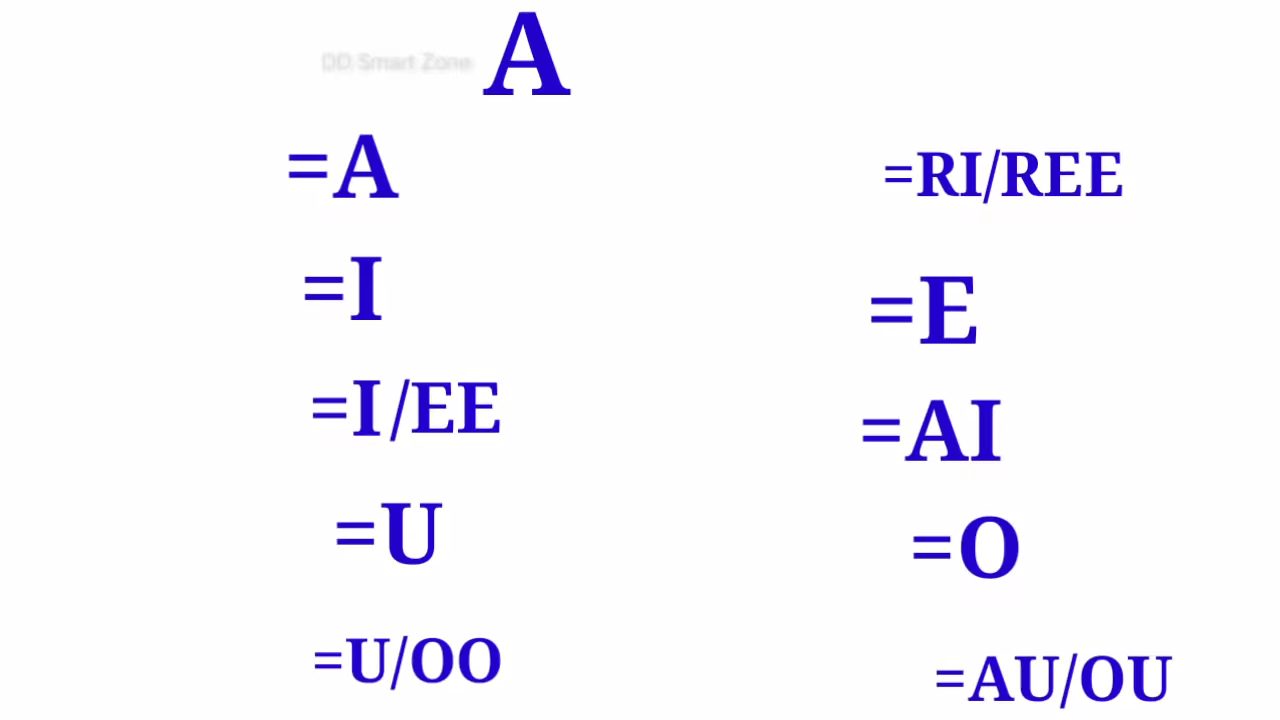 A
DD Smart Zone
=A
=I
=I/EE
=U
=U/OO
=RI/REE
=E
=AI
=O
=AU/OU